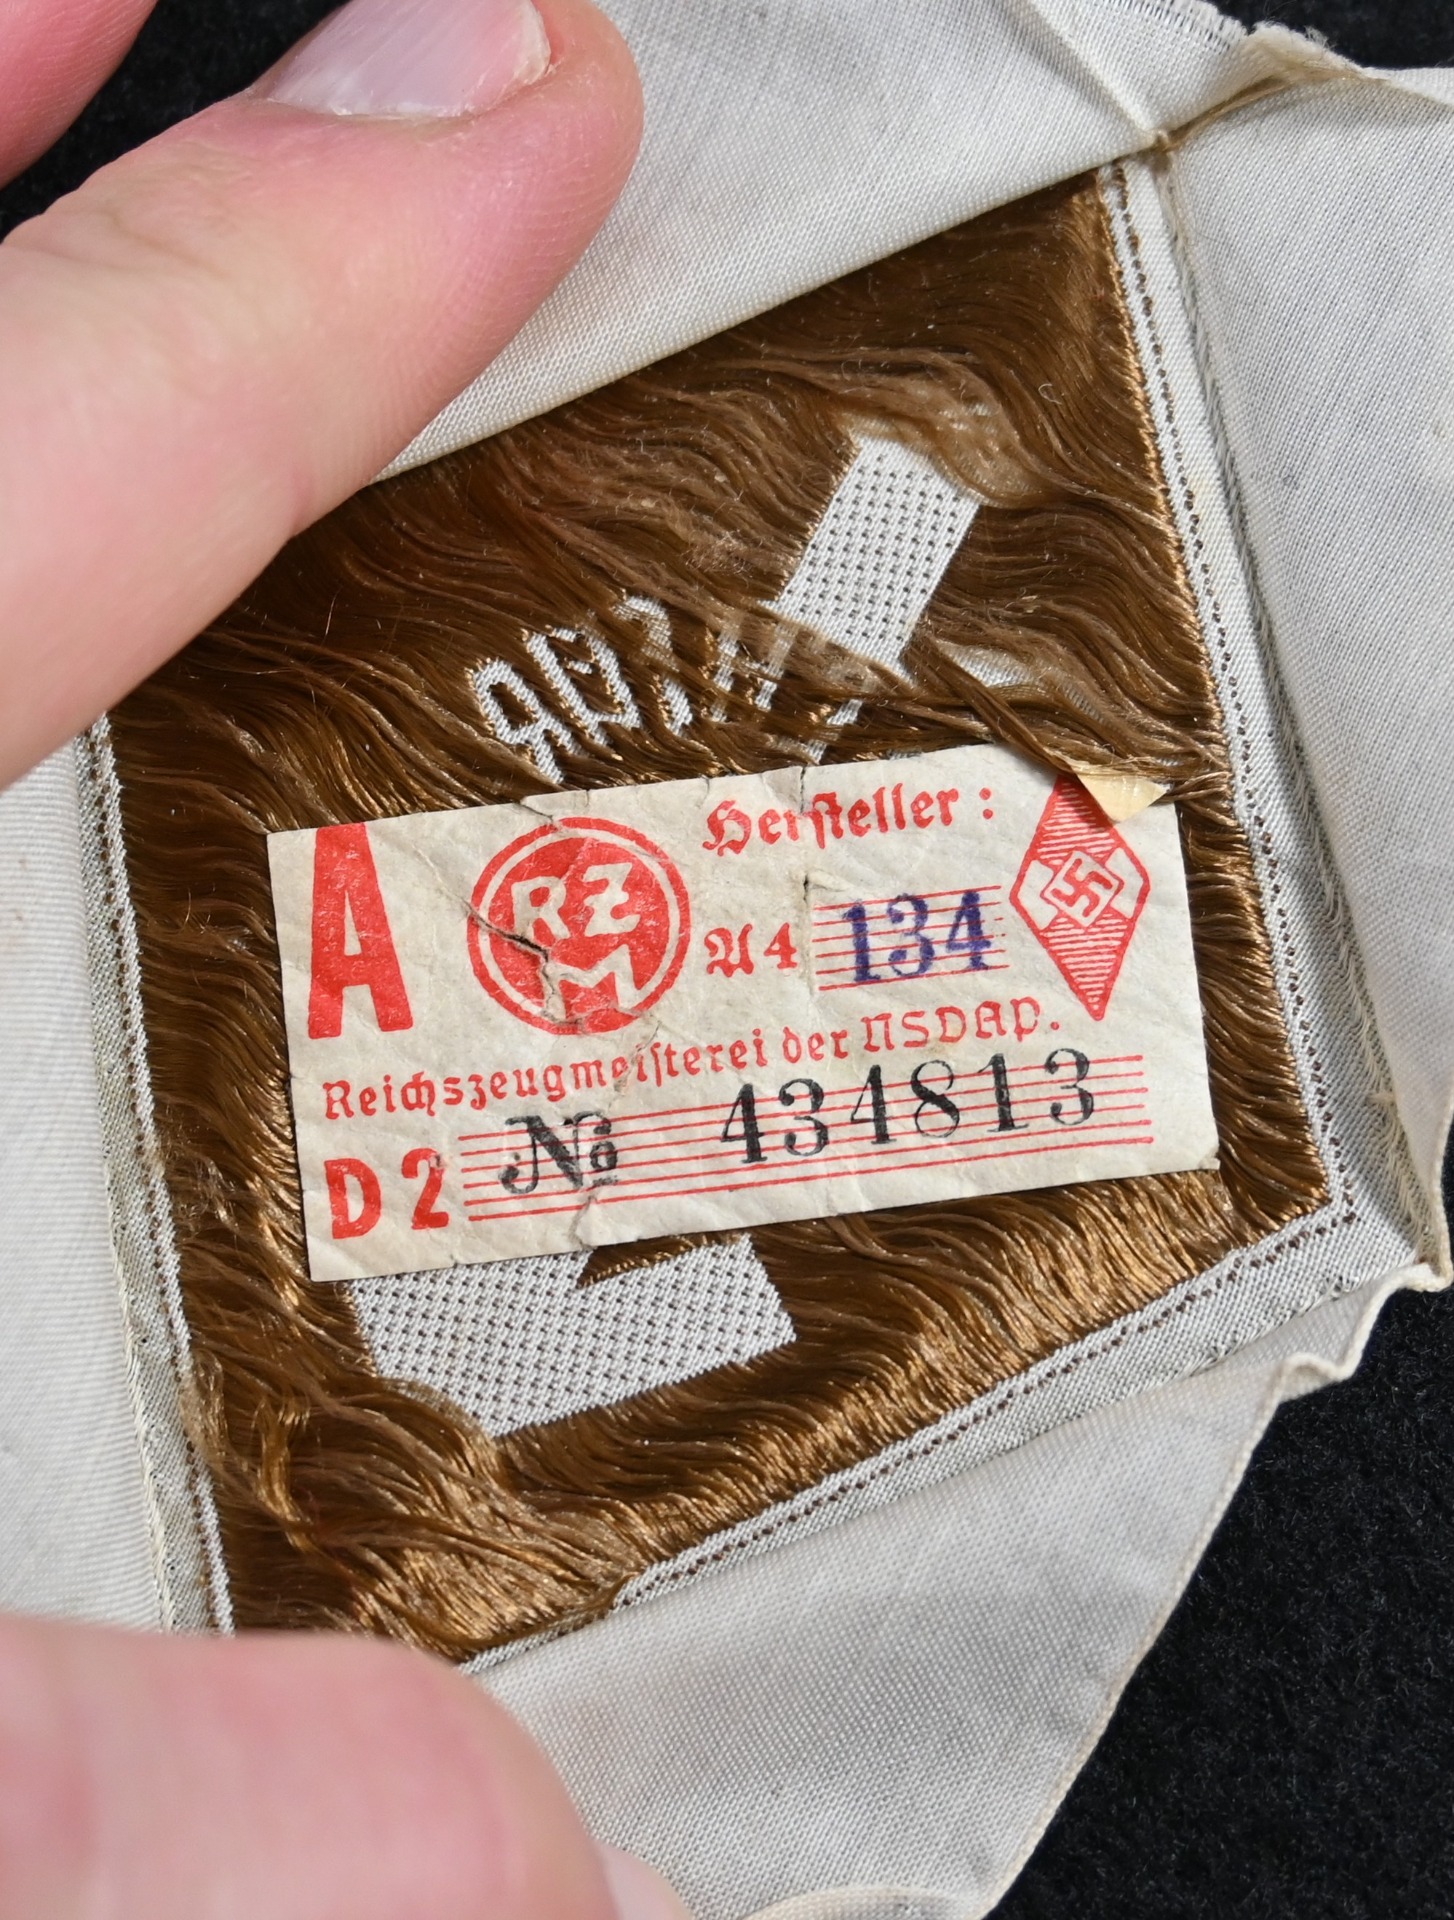 A RZM Herſteller:
A4 134
Reichszeugmeiſterei der NSDAP.
D2 № 434813